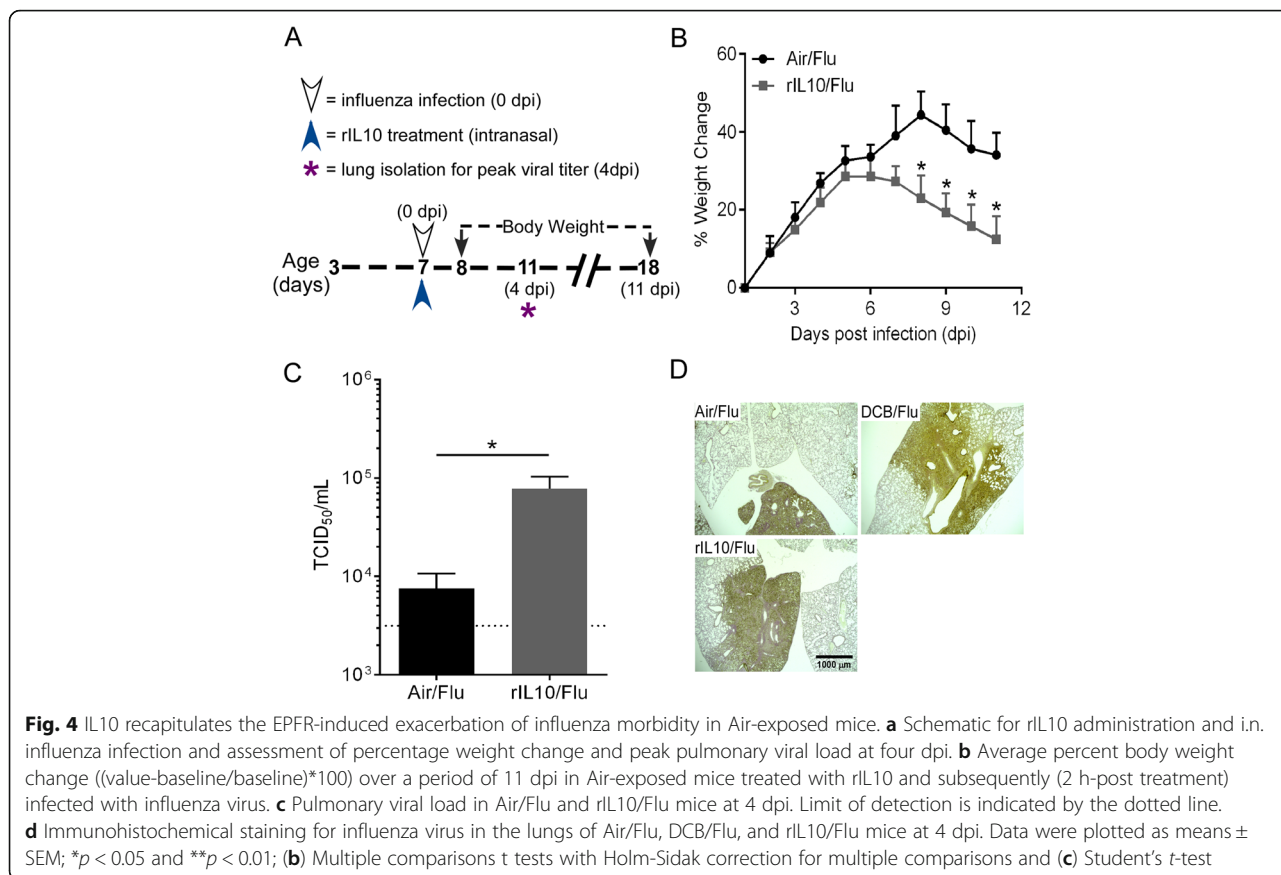 A
= influenza infection (0 dpi)
= rIL10 treatment (intranasal)
* = lung isolation for peak viral titer (4dpi)
(0 dpi)
Body Weight
Age
(days)
3 7 8 11 18
(4 dpi) (11 dpi)
*
B
Air/Flu
rIL10/Flu
% Weight Change
60
40
20
0
* * * *
3 6 9 12
Days post infection (dpi)
C
TCID50/mL
10^6
10^5
10^4
10^3
*
Air/Flu rIL10/Flu
D
Air/Flu
DCB/Flu
rIL10/Flu
1000 µm
Fig. 4 IL10 recapitulates the EPFR-induced exacerbation of influenza morbidity in Air-exposed mice. a Schematic for rIL10 administration and i.n.
influenza infection and assessment of percentage weight change and peak pulmonary viral load at four dpi. b Average percent body weight
change ((value-baseline/baseline)*100) over a period of 11 dpi in Air-exposed mice treated with rIL10 and subsequently (2 h-post treatment)
infected with influenza virus. c Pulmonary viral load in Air/Flu and rIL10/Flu mice at 4 dpi. Limit of detection is indicated by the dotted line.
d Immunohistochemical staining for influenza virus in the lungs of Air/Flu, DCB/Flu, and rIL10/Flu mice at 4 dpi. Data were plotted as means ±
SEM; *p < 0.05 and **p < 0.01; (b) Multiple comparisons t tests with Holm-Sidak correction for multiple comparisons and (c) Student's t-test